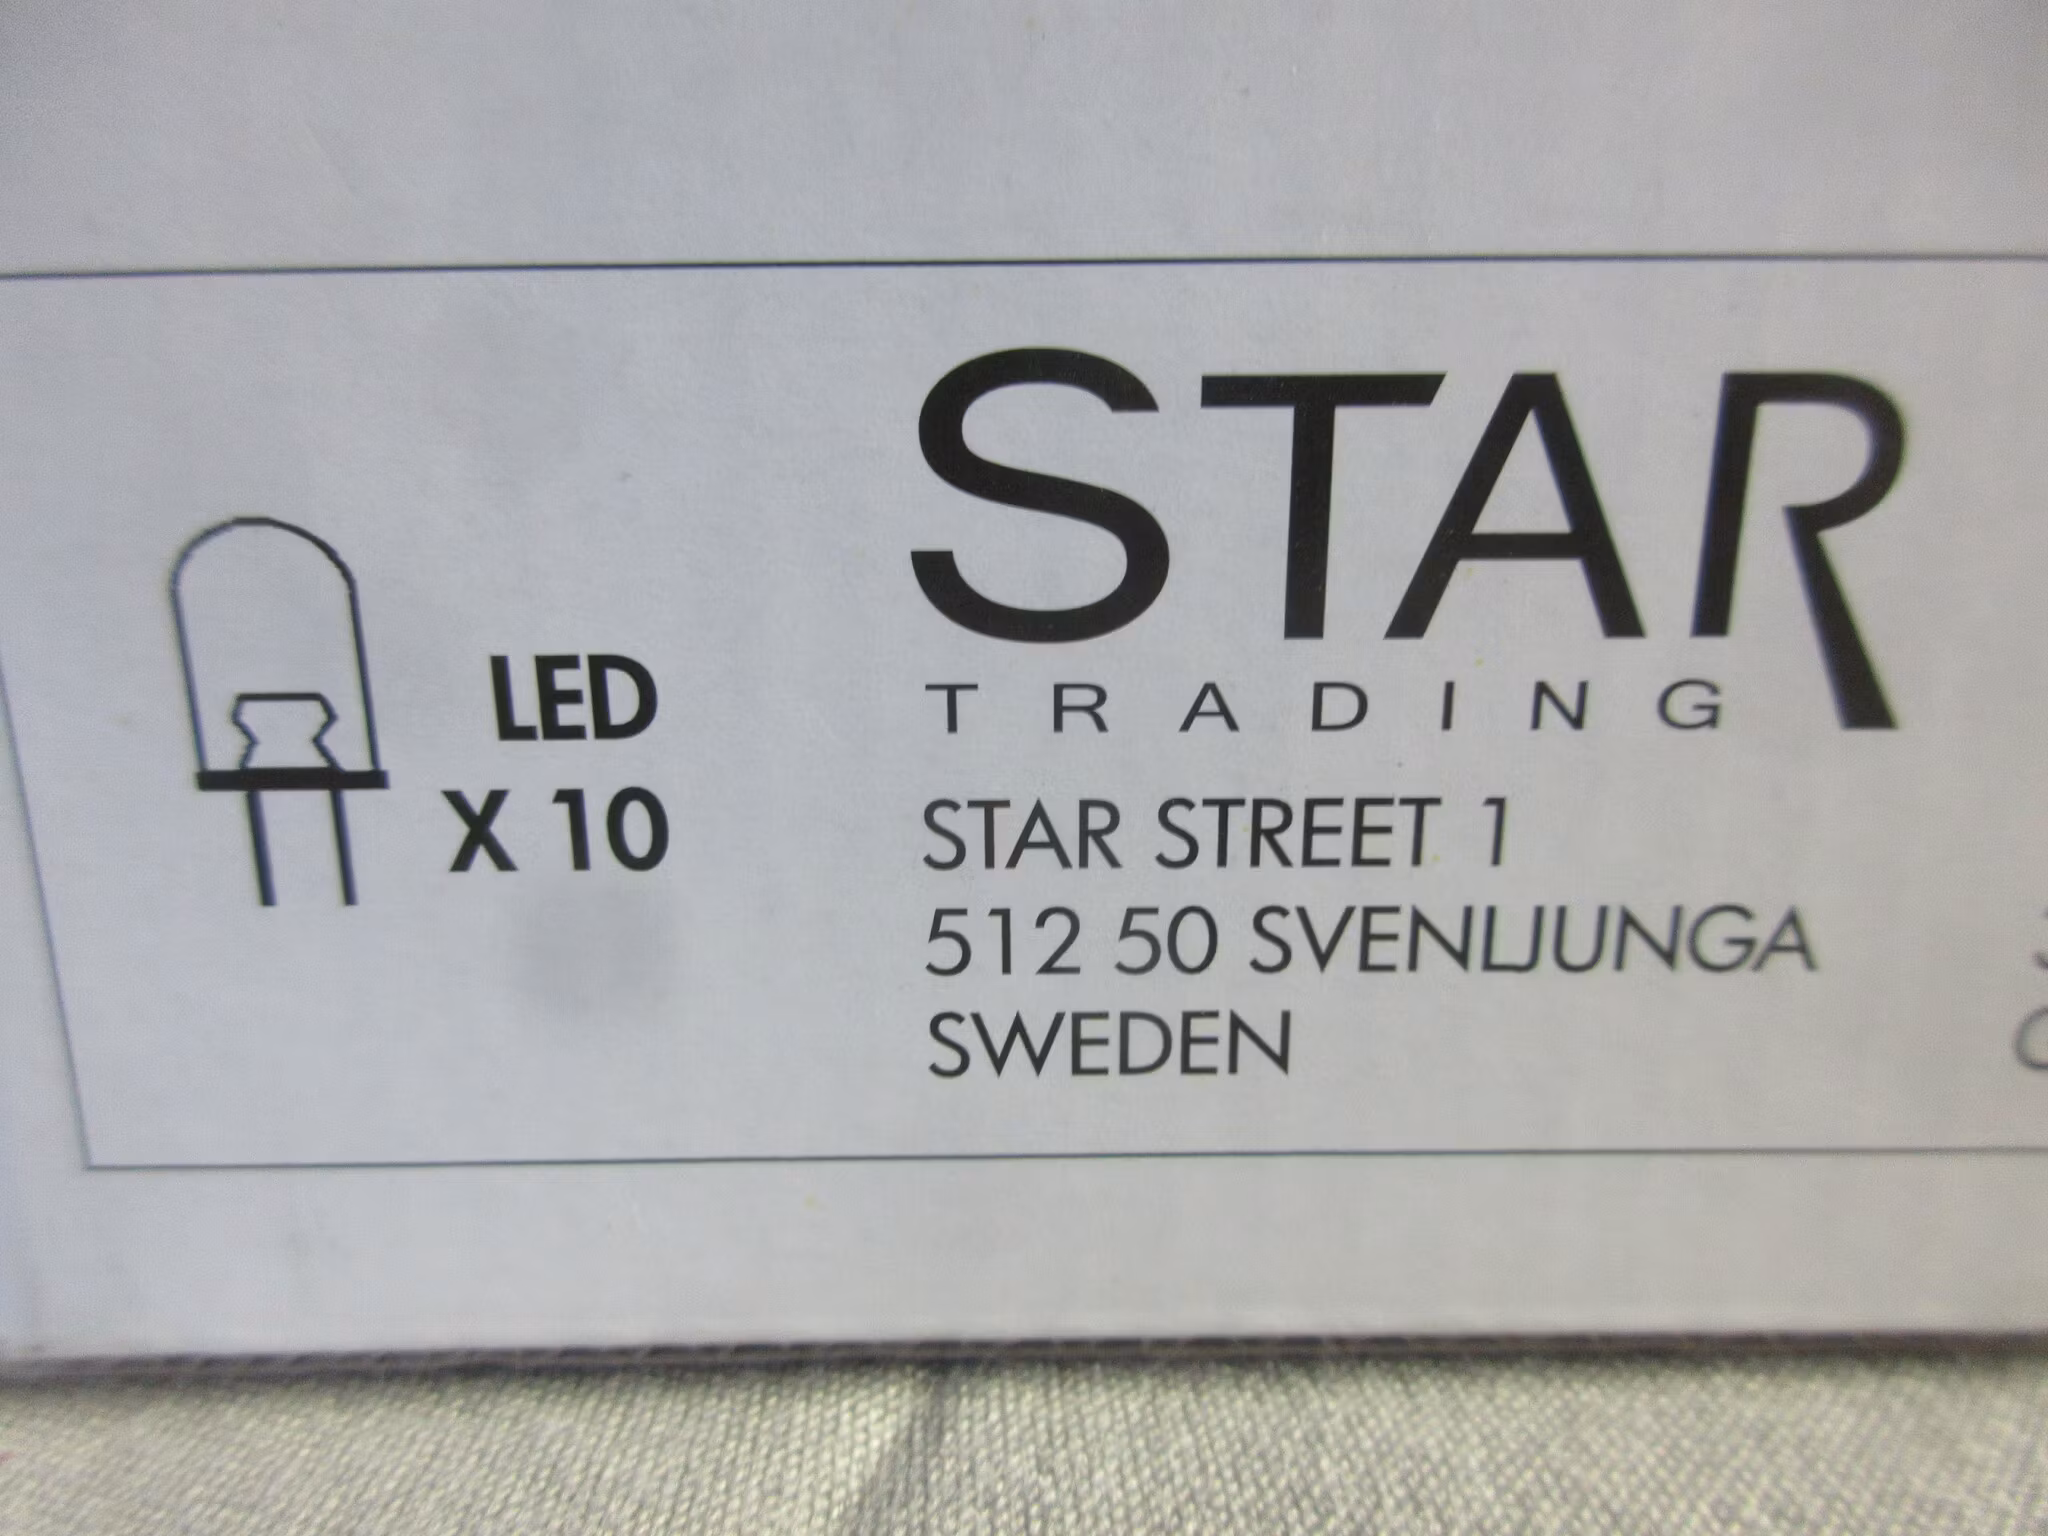 LED
X 10
STAR
TRADING
STAR STREET 1
512 50 SVENLJUNGA
SWEDEN